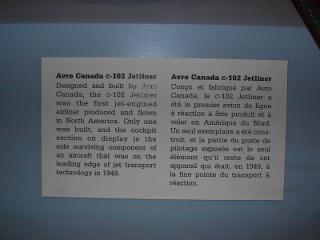 Avro Canada C-102 Jetliner
Designed and built by Avro
Canada, the C-102 Jetliner
was the first jet-engined
airliner produced and flown
in North America. Only one
was built, and the cockpit
section on display is the
sole surviving component of
an aircraft that was on the
leading edge of jet transport
technology in 1949.
Avro Canada C-102 Jetliner
Conçu et fabriqué par Avro
Canada, le C-102 Jetliner a
été le premier avion de ligne
à réaction à être produit et à
voler en Amérique du Nord.
Un seul exemplaire a été cons-
truit, et la partie du poste de
pilotage exposée est le seul
élément qu'il reste de cet
appareil qui était, en 1949, à
la fine pointe du transport à
réaction.